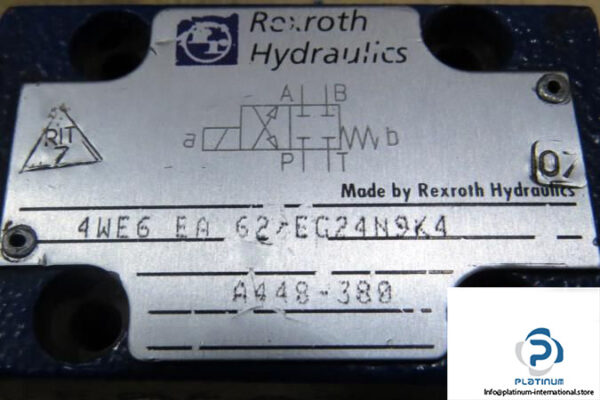 Rexroth
Hydraulics
A B
a b
P T
RIT
7
07
Made by Rexroth Hydraulics
4WE6 EA 62/EG24N9K4
A448-380
PLATINUM
Info@platinum-international.store